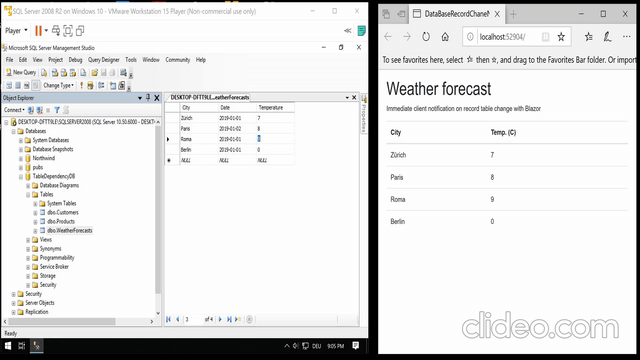 SQL Server 2008 R2 on Windows 10 - VMware Workstation 15 Player (Non-commercial use only)
Player
Microsoft SQL Server Management Studio
File Edit View Project Debug Query Designer Tools Window Community Help
New Query
Change Type
Object Explorer
Connect
DESKTOP-DFTT9LE\SQLSERVER2008 (SQL Server 10.50.6000 - DESKTO
Databases
System Databases
Database Snapshots
Northwind
pubs
TableDependencyDB
Database Diagrams
Tables
System Tables
dbo.Customers
dbo.Products
dbo.WeatherForecasts
Views
Synonyms
Programmability
Service Broker
Storage
Security
Security
Server Objects
Replication
DESKTOP-DFTT9LE...eatherForecasts
City Date Temperature
Zürich 2019-01-01 7
Paris 2019-01-02 8
Roma 2019-01-01
Berlin 2019-01-01 0
NULL NULL NULL
3 of 4
Ready
DEU 9:05 PM
DataBaseRecordChaneN
localhost:52904/
To see favorites here, select ☆ then ☆, and drag to the Favorites Bar folder. Or import
Weather forecast
Immediate client notification on record table change with Blazor
City Temp. (C)
Zürich 7
Paris 8
Roma 9
Berlin 0
clideo.com